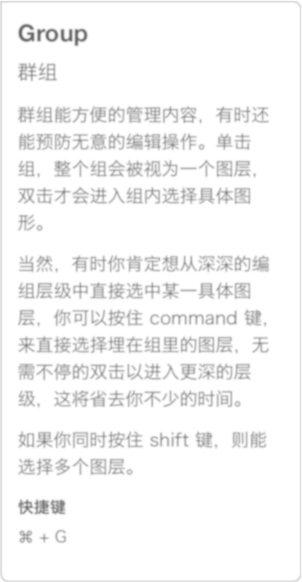 Group
群组
群组能方便的管理内容，有时还
能预防无意的编辑操作。单击
组，整个组会被视为一个图层，
双击才会进入组内选择具体图
形。
当然，有时你肯定想从深深的编
组层级中直接选中某一具体图
层，你可以按住 command 键，
来直接选择埋在组里的图层，无
需不停的双击以进入更深的层
级，这将省去你不少的时间。
如果你同时按住 shift 键，则能
选择多个图层。
快捷键
⌘ + G